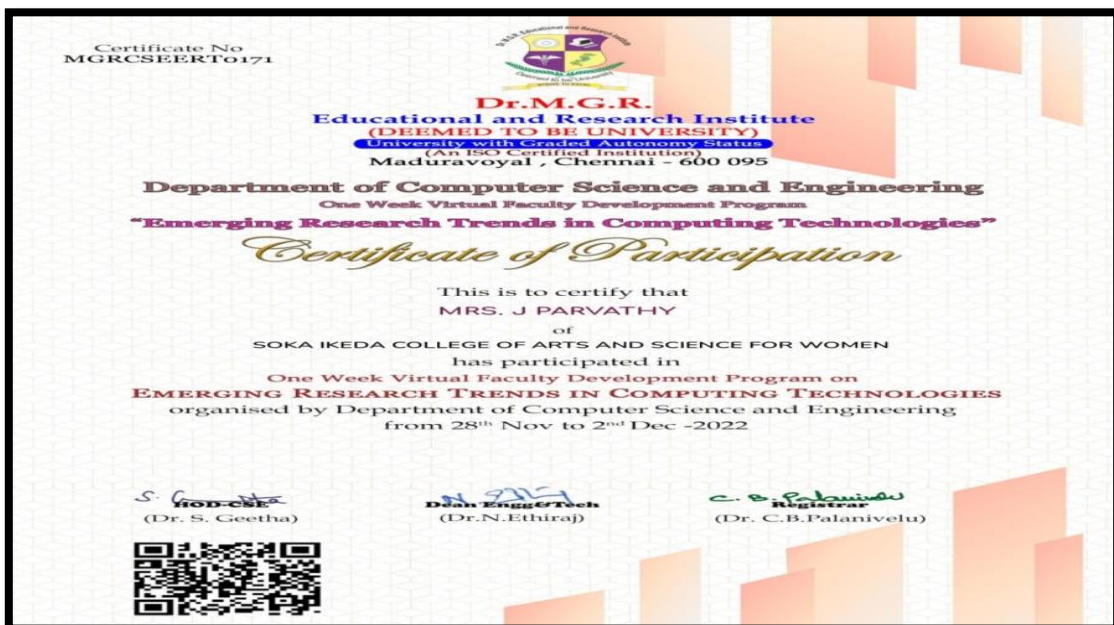 Certificate No
MGRCSEERT0171
Dr.M.G.R.
Educational and Research Institute
(DEEMED TO BE UNIVERSITY)
University with Graded Autonomy Status
(An ISO Certified Institution)
Maduravoyal , Chennai - 600 095
Department of Computer Science and Engineering
One Week Virtual Faculty Development Program
“Emerging Research Trends in Computing Technologies”
Certificate of Participation
This is to certify that
MRS. J PARVATHY
of
SOKA IKEDA COLLEGE OF ARTS AND SCIENCE FOR WOMEN
has participated in
One Week Virtual Faculty Development Program on
EMERGING RESEARCH TRENDS IN COMPUTING TECHNOLOGIES
organised by Department of Computer Science and Engineering
from 28th Nov to 2nd Dec -2022
C. B. Palanivelu
HOD-CSE Dean Engg&Tech Registrar
(Dr. S. Geetha) (Dr.N.Ethiraj) (Dr. C.B.Palanivelu)